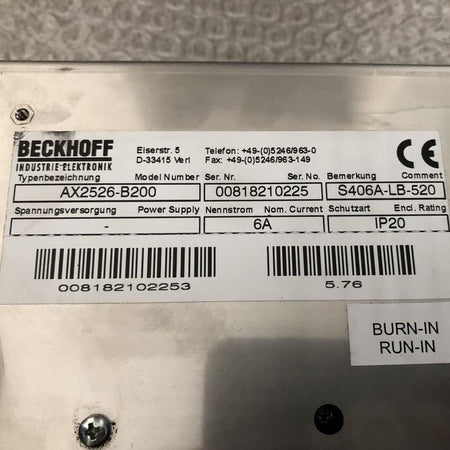 BECKHOFF
INDUSTRIE ELEKTRONIK
Eiserstr. 5 Telefon: +49-(0)5246/963-0
D-33415 Verl Fax: +49-(0)5246/963-149
CE
Typenbezeichnung Model Number Ser. Nr. Ser. No. Bemerkung Comment
AX2526-B200 00818210225 S406A-LB-520
Spannungsversorgung Power Supply Nennstrom Nom. Current Schutzart Encl. Rating
- 6A IP20
008182102253 5.76
BURN-IN
RUN-IN